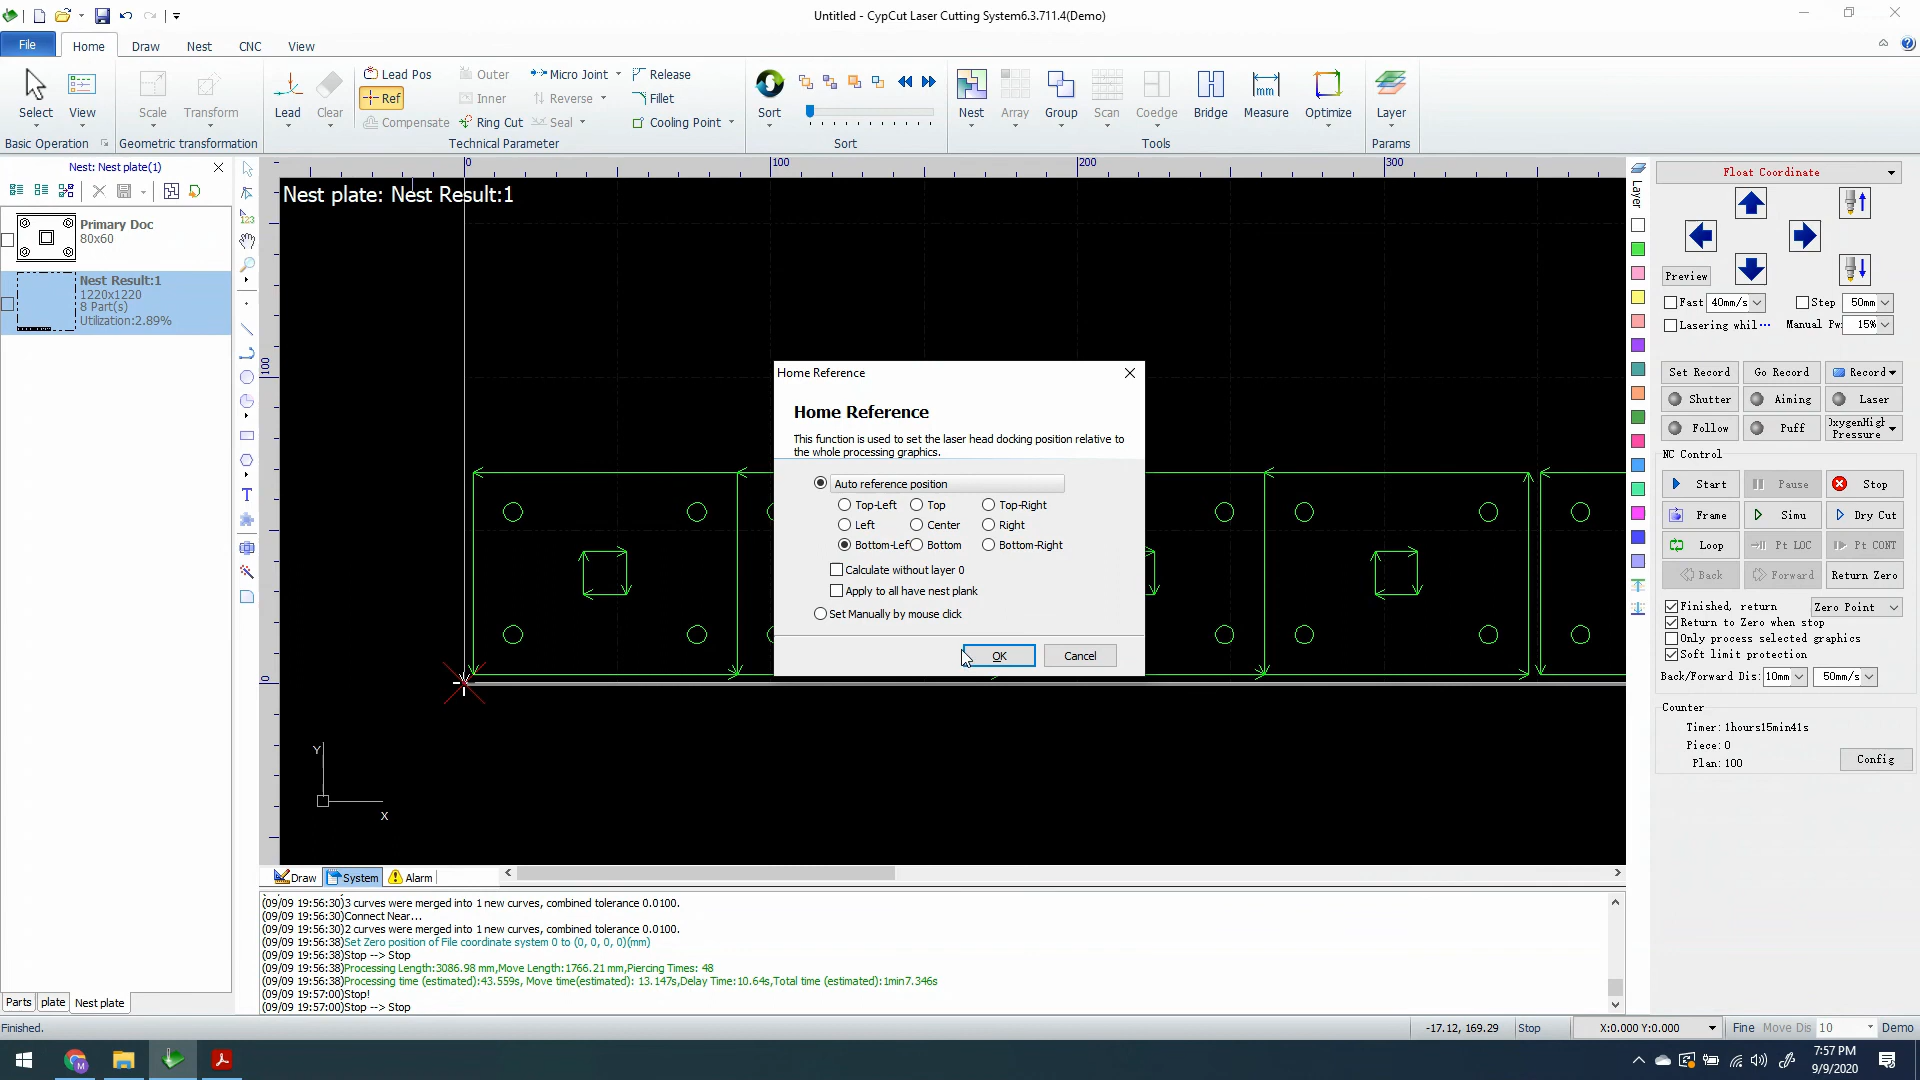 Untitled - CypCut Laser Cutting System6.3.711.4(Demo)
File
Home
Draw
Nest
CNC
View
Select
View
Basic Operation
Scale
Transform
Geometric transformation
Lead
Clear
Lead Pos
Ref
Compensate
Outer
Inner
Ring Cut
Micro Joint
Reverse
Seal
Release
Fillet
Cooling Point
Technical Parameter
Sort
Sort
Nest
Array
Group
Scan
Coedge
Bridge
Measure
Optimize
Tools
Layer
Params
Nest: Nest plate(1)
Primary Doc
80x60
Nest Result:1
1220x1220
8 Part(s)
Utilization:2.89%
Parts
plate
Nest plate
123
0
100
200
300
100
0
Nest plate: Nest Result:1
Y
X
Home Reference
Home Reference
This function is used to set the laser head docking position relative to
the whole processing graphics.
Auto reference position
Top-Left
Top
Top-Right
Left
Center
Right
Bottom-Lef
Bottom
Bottom-Right
Calculate without layer 0
Apply to all have nest plank
Set Manually by mouse click
OK
Cancel
Layer
Float Coordinate
Preview
Fast
40mm/s
Step
50mm
Lasering whil···
Manual Pw:
15%
Set Record
Go Record
Record
Shutter
Aiming
Laser
Follow
Puff
OxygenHigh
Pressure
NC Control
Start
Pause
Stop
Frame
Simu
Dry Cut
Loop
Pt LOC
Pt CONT
Back
Forward
Return Zero
Finished, return
Zero Point
Return to Zero when stop
Only process selected graphics
Soft limit protection
Back/Forward Dis:
10mm
50mm/s
Counter
Timer: 1hours15min41s
Piece: 0
Plan: 100
Config
Draw
System
Alarm
(09/09 19:56:30)3 curves were merged into 1 new curves, combined tolerance 0.0100.
(09/09 19:56:30)Connect Near...
(09/09 19:56:30)2 curves were merged into 1 new curves, combined tolerance 0.0100.
(09/09 19:56:38)Set Zero position of File coordinate system 0 to (0, 0, 0, 0)(mm)
(09/09 19:56:38)Stop --> Stop
(09/09 19:56:38)Processing Length:3086.98 mm,Move Length:1766.21 mm,Piercing Times: 48
(09/09 19:56:38)Processing time (estimated):43.559s, Move time(estimated): 13.147s,Delay Time:10.64s,Total time (estimated):1min7.346s
(09/09 19:57:00)Stop!
(09/09 19:57:00)Stop --> Stop
Finished.
-17.12, 169.29
Stop
X:0.000 Y:0.000
Fine
Move Dis
10
Demo
7:57 PM
9/9/2020